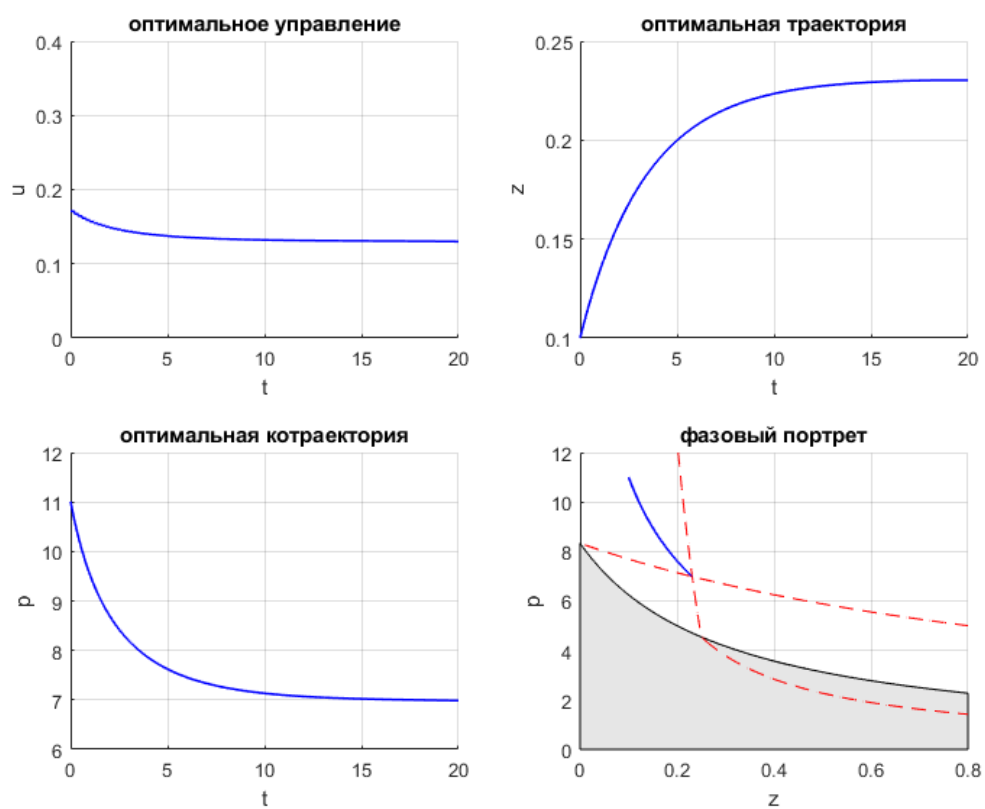 оптимальное управление
0.4
0.3
0.2
0.1
0
u
0 5 10 15 20
t
оптимальная траектория
0.25
0.2
0.15
0.1
z
0 5 10 15 20
t
оптимальная котраектория
12
11
10
9
8
7
6
p
0 5 10 15 20
t
фазовый портрет
12
10
8
6
4
2
0
p
0 0.2 0.4 0.6 0.8
z